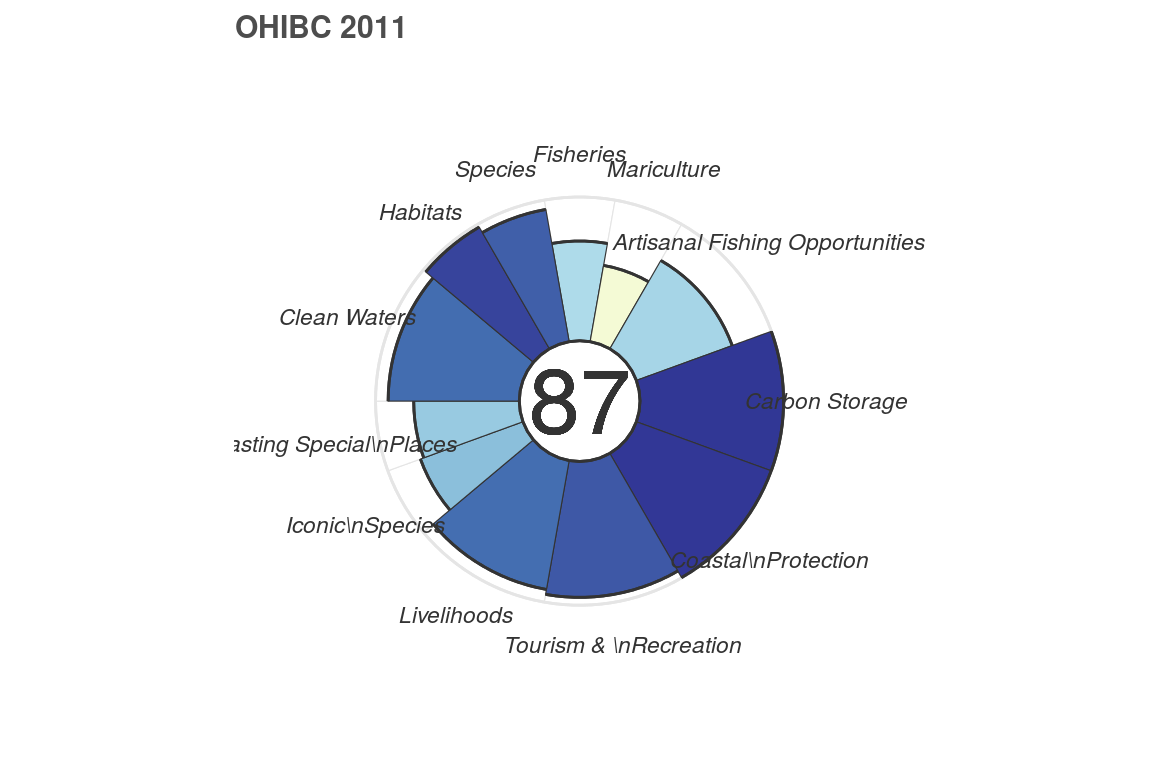 OHIBC 2011
Fisheries
Species
Mariculture
Habitats
Artisanal Fishing Opportunities
Clean Waters
87
Carbon Storage
asting Special\nPlaces
Iconic\nSpecies
Coastal\nProtection
Livelihoods
Tourism & \nRecreation